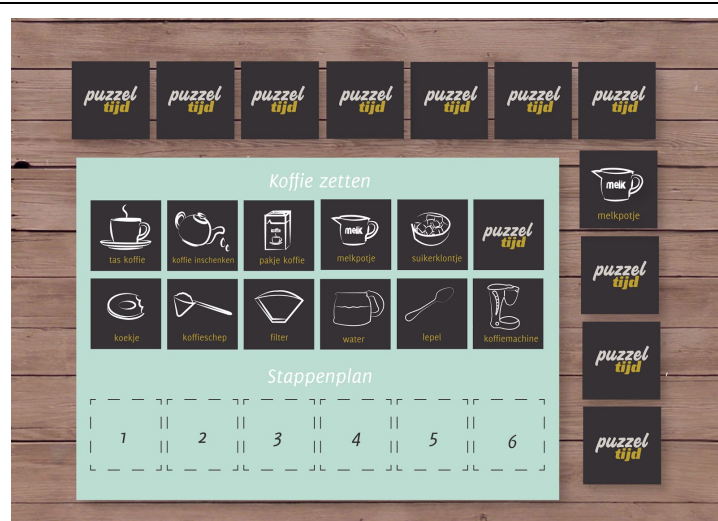 puzzel
tijd
puzzel
tijd
puzzel
tijd
puzzel
tijd
puzzel
tijd
puzzel
tijd
puzzel
tijd
Koffie zetten
tas koffie
koffie inschenken
koffie
pakje koffie
melk
melkpotje
suikerklontje
puzzel
tijd
koekje
koffieschep
filter
water
lepel
koffiemachine
Stappenplan
1 2 3 4 5 6
melk
melkpotje
puzzel
tijd
puzzel
tijd
puzzel
tijd